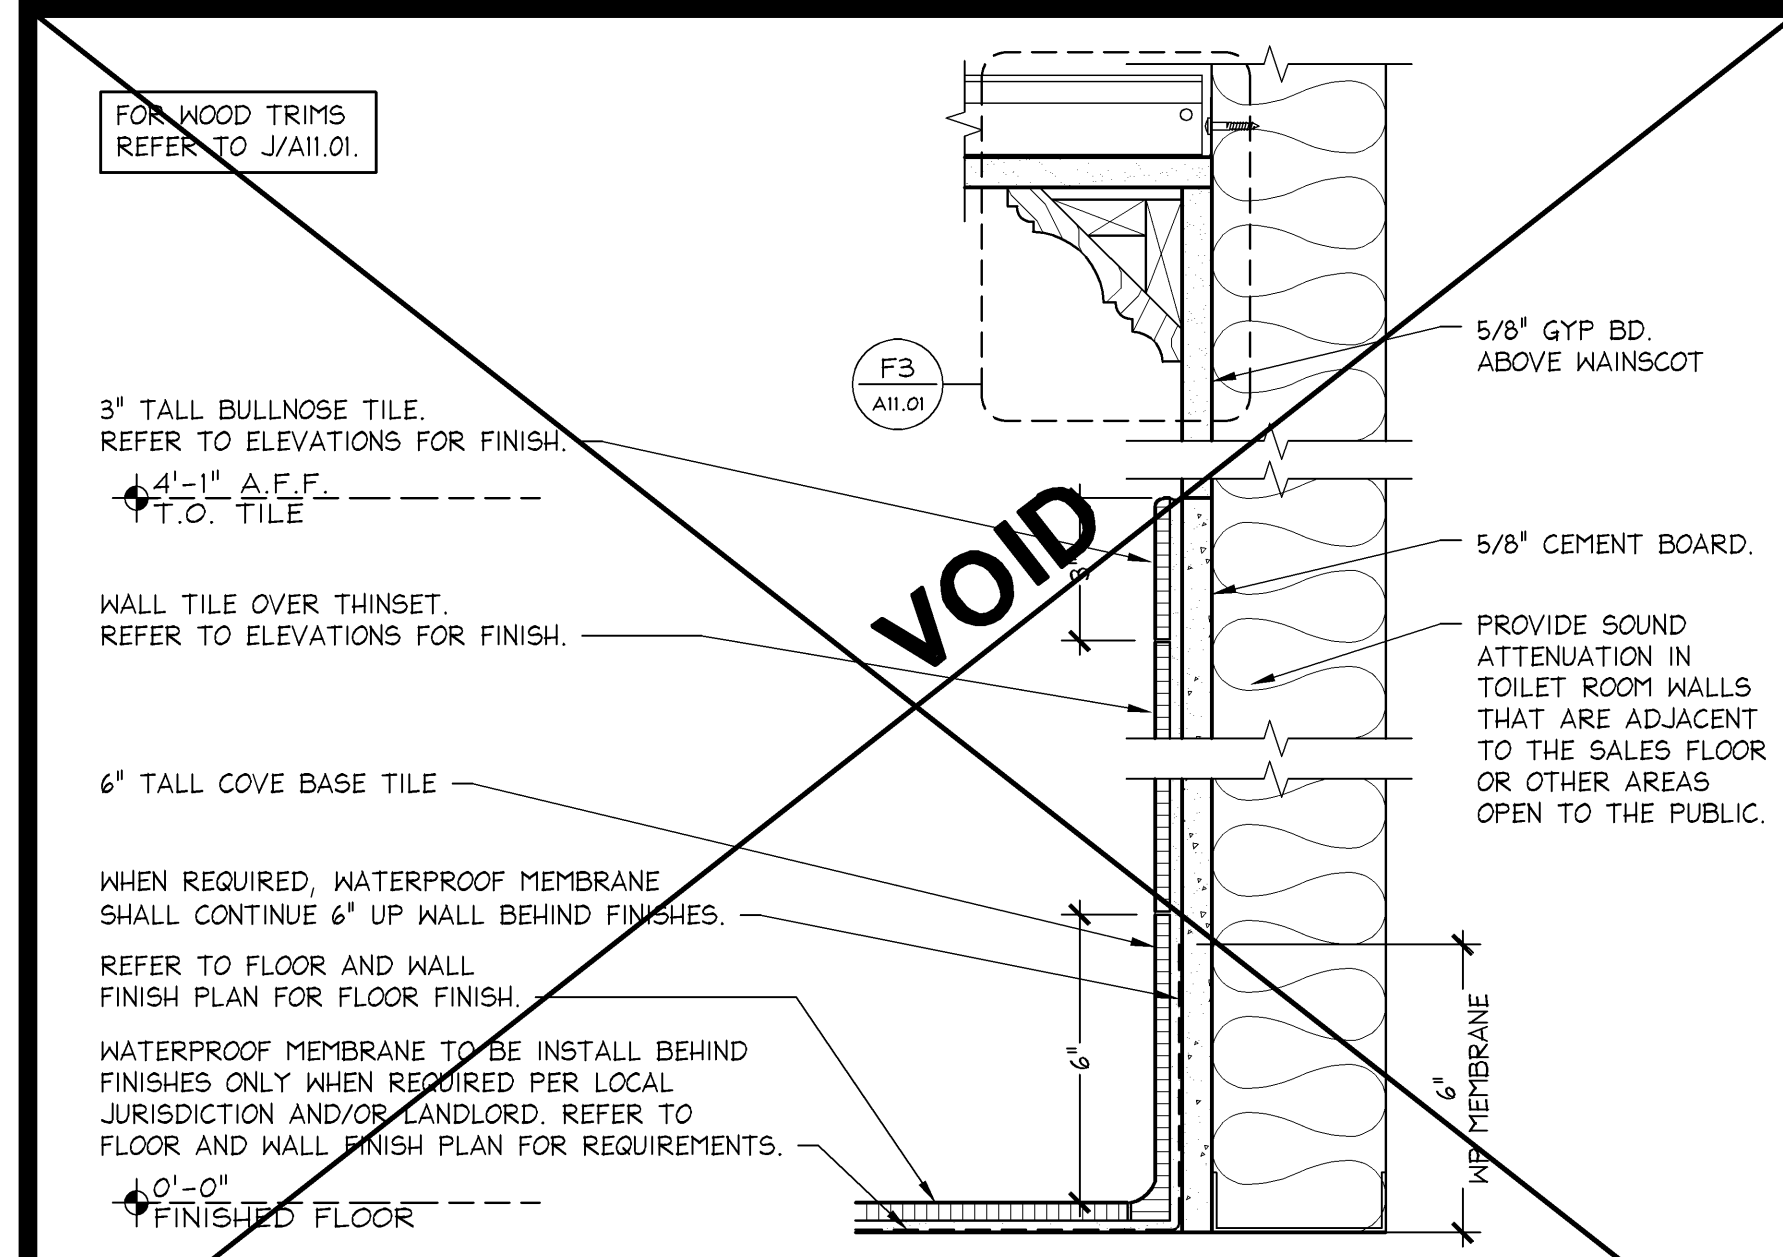 FOR WOOD TRIMS
REFER TO J/A11.01.
F3
A11.01
5/8" GYP BD.
ABOVE WAINSCOT
3" TALL BULLNOSE TILE.
REFER TO ELEVATIONS FOR FINISH.
4'-1" A.F.F.
T.O. TILE
VOID
3"
5/8" CEMENT BOARD.
WALL TILE OVER THINSET.
REFER TO ELEVATIONS FOR FINISH.
PROVIDE SOUND
ATTENUATION IN
TOILET ROOM WALLS
THAT ARE ADJACENT
TO THE SALES FLOOR
OR OTHER AREAS
OPEN TO THE PUBLIC.
6" TALL COVE BASE TILE
WHEN REQUIRED, WATERPROOF MEMBRANE
SHALL CONTINUE 6" UP WALL BEHIND FINISHES.
REFER TO FLOOR AND WALL
FINISH PLAN FOR FLOOR FINISH.
WATERPROOF MEMBRANE TO BE INSTALL BEHIND
FINISHES ONLY WHEN REQUIRED PER LOCAL
JURISDICTION AND/OR LANDLORD. REFER TO
FLOOR AND WALL FINISH PLAN FOR REQUIREMENTS.
6"
6"
WP MEMBRANE
0'-0"
FINISHED FLOOR